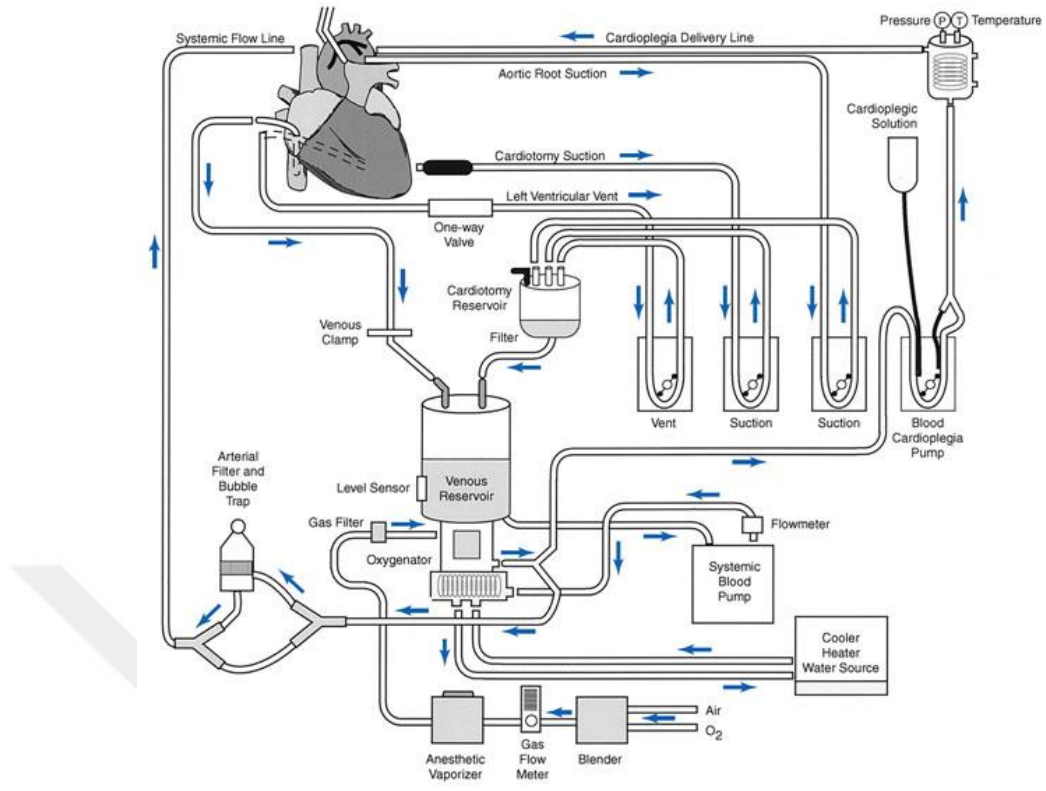 Pressure P T Temperature
Systemic Flow Line
Cardioplegia Delivery Line
Aortic Root Suction
Cardioplegic
Solution
Cardiotomy Suction
Left Ventricular Vent
One-way
Valve
Cardiotomy
Reservoir
Venous
Clamp
Filter
Vent
Suction
Suction
Blood
Cardioplegia
Pump
Arterial
Filter and
Bubble
Trap
Level Sensor
Venous
Reservoir
Gas Filter
Flowmeter
Oxygenator
Systemic
Blood
Pump
Cooler
Heater
Water Source
Air
O2
Anesthetic
Vaporizer
Gas
Flow
Meter
Blender